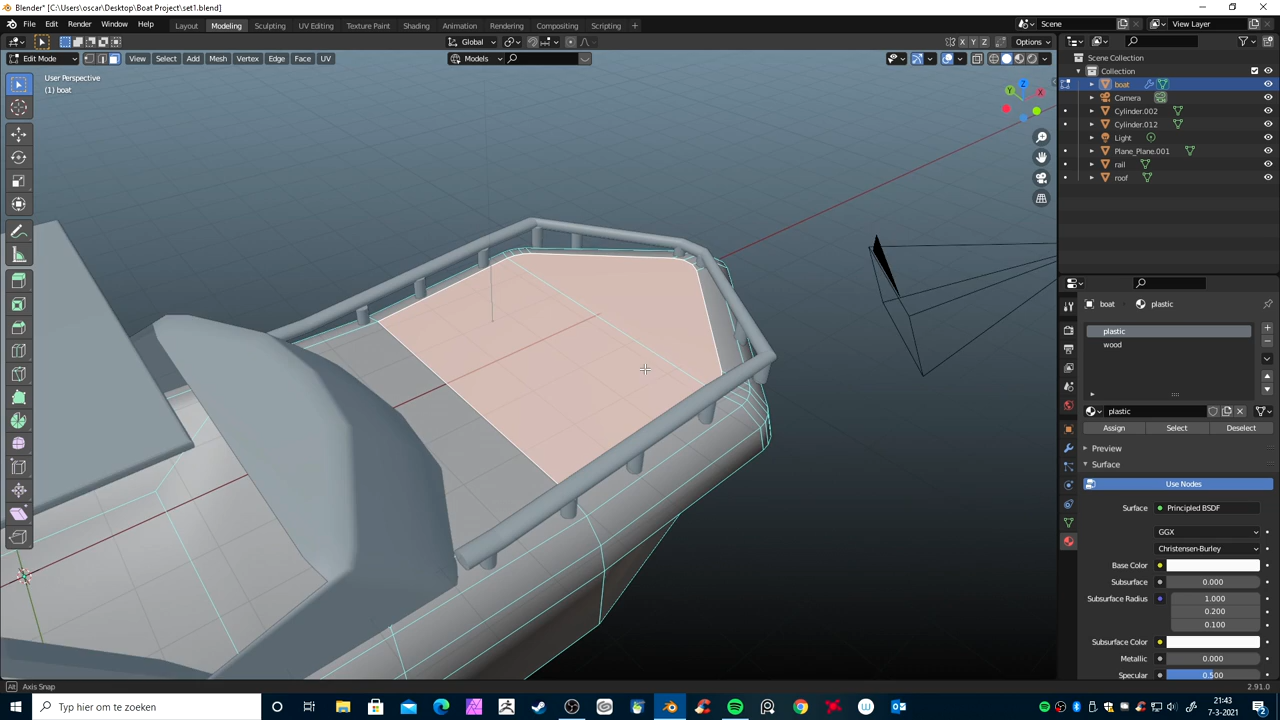 Blender* [C:\Users\oscar\Desktop\Boat Project\set1.blend]
File Edit Render Window Help Layout Modeling Sculpting UV Editing Texture Paint Shading Animation Rendering Compositing Scripting + Scene View Layer
Global X Y Z Options
Edit Mode View Select Add Mesh Vertex Edge Face UV Models
User Perspective
(1) boat
Scene Collection
Collection
boat
Camera
Cylinder.002
Cylinder.012
Light
Plane_Plane.001
rail
roof
boat plastic
plastic
wood
plastic
Assign Select Deselect
Preview
Surface
Use Nodes
Surface Principled BSDF
GGX
Christensen-Burley
Base Color
Subsurface 0.000
Subsurface Radius 1.000
0.200
0.100
Subsurface Color
Metallic 0.000
Specular 0.500
Alt Axis Snap 2.91.0
Typ hier om te zoeken
21:43
7-3-2021